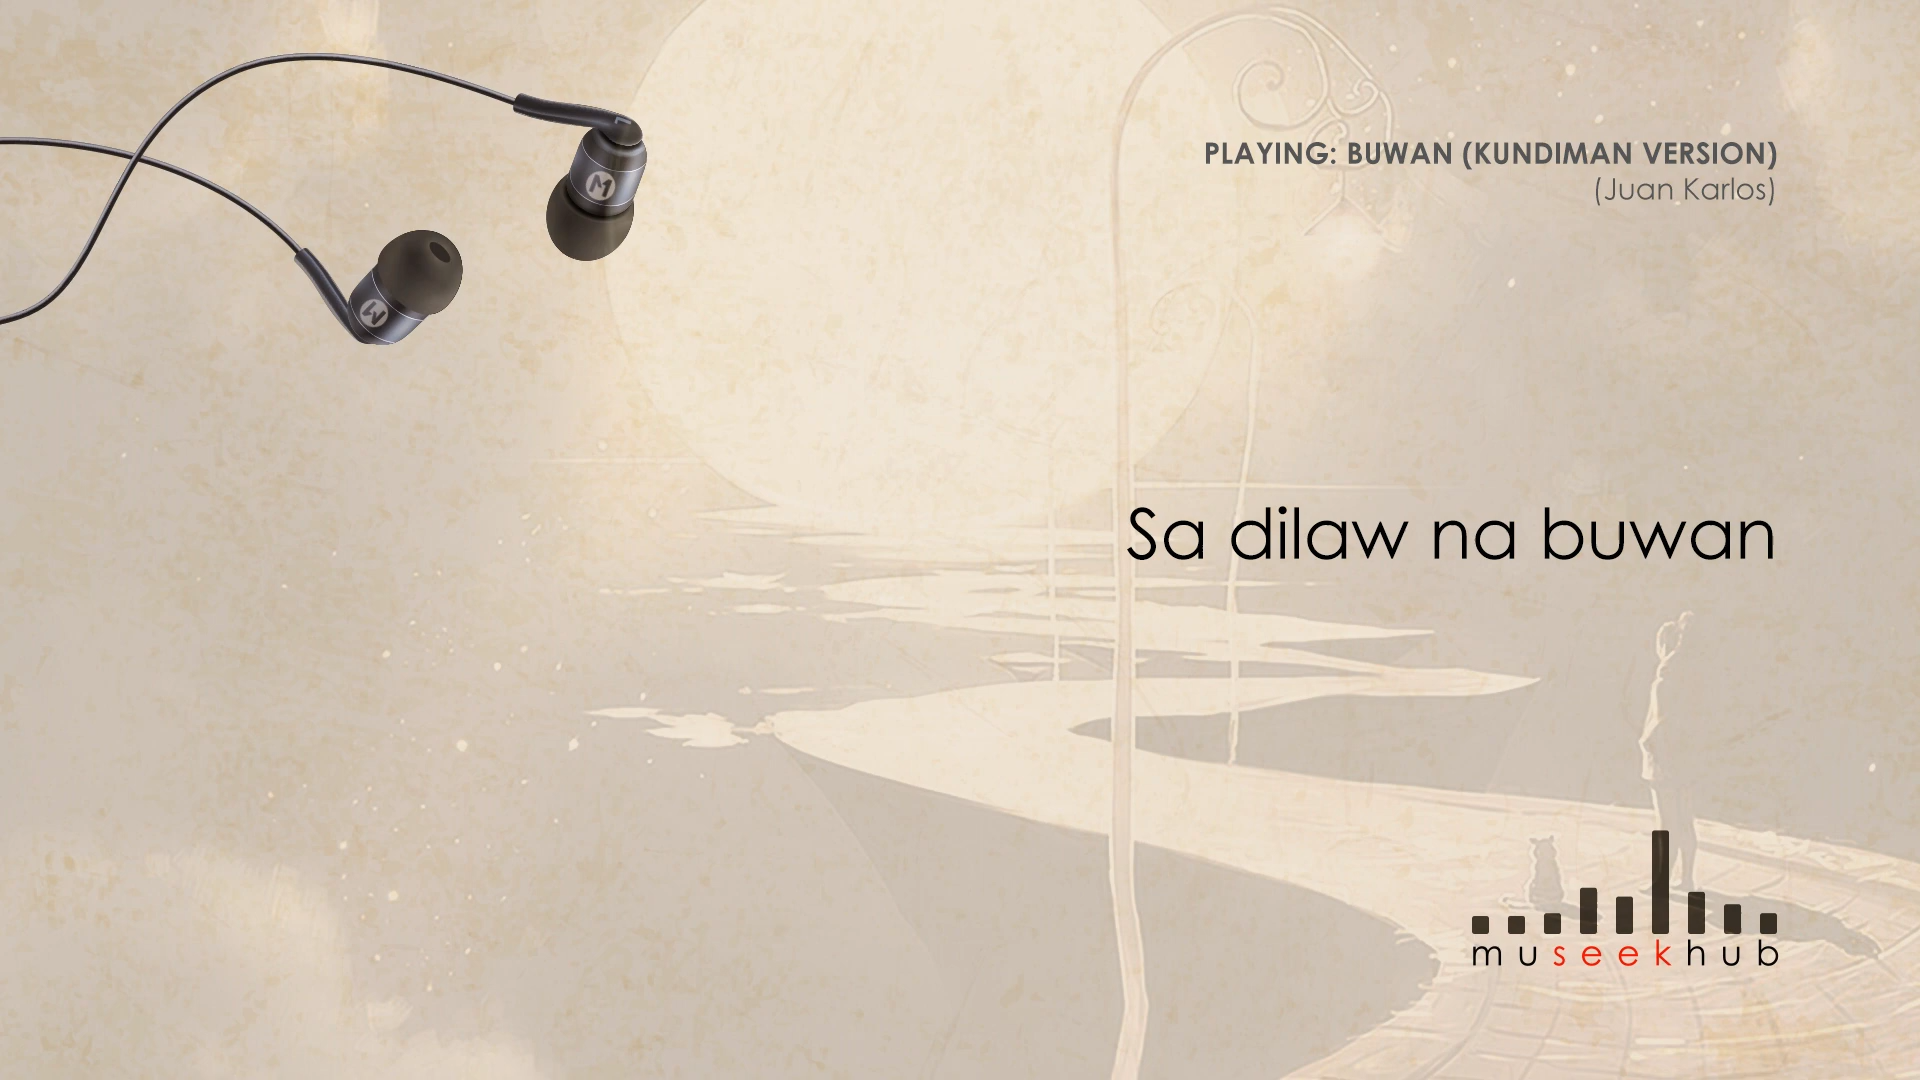 PLAYING: BUWAN (KUNDIMAN VERSION)
(Juan Karlos)
M
M
Sa dilaw na buwan
museekhub